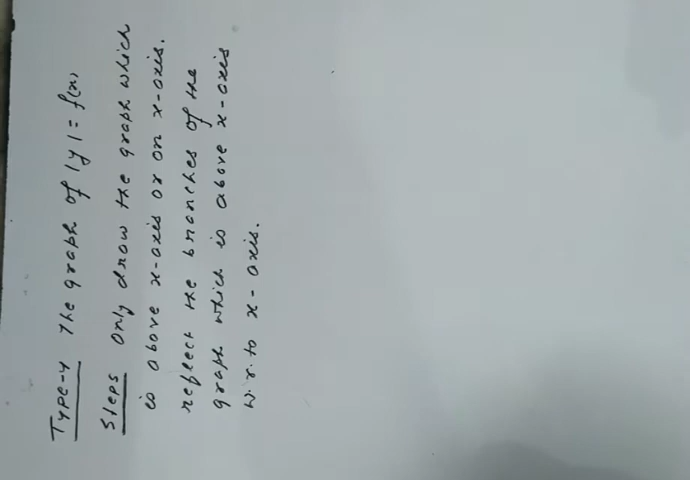 Type-4 The graph of |y| = f(x)
Steps only draw the graph which
is above x-axis or on x-axis.
reflect the branches of the
graph which is above x-axis
w.r.to x-axis.